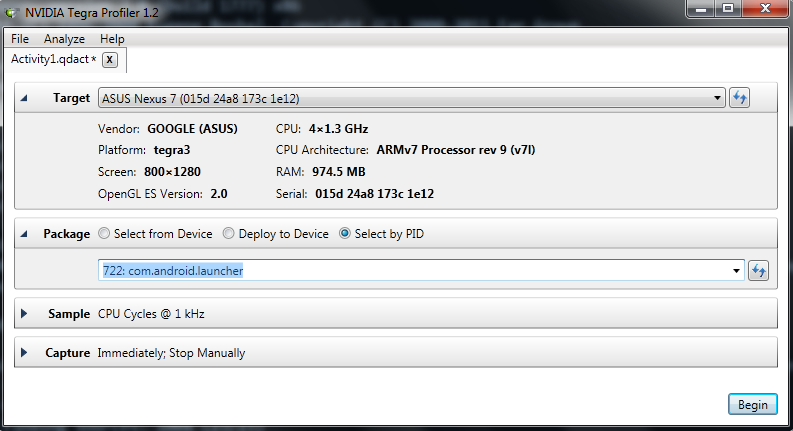 NVIDIA Tegra Profiler 1.2
File Analyze Help
Activity1.qdact * x
Target ASUS Nexus 7 (015d 24a8 173c 1e12)
Vendor: GOOGLE (ASUS) CPU: 4×1.3 GHz
Platform: tegra3 CPU Architecture: ARMv7 Processor rev 9 (v7l)
Screen: 800×1280 RAM: 974.5 MB
OpenGL ES Version: 2.0 Serial: 015d 24a8 173c 1e12
Package Select from Device Deploy to Device Select by PID
722: com.android.launcher
Sample CPU Cycles @ 1 kHz
Capture Immediately; Stop Manually
Begin